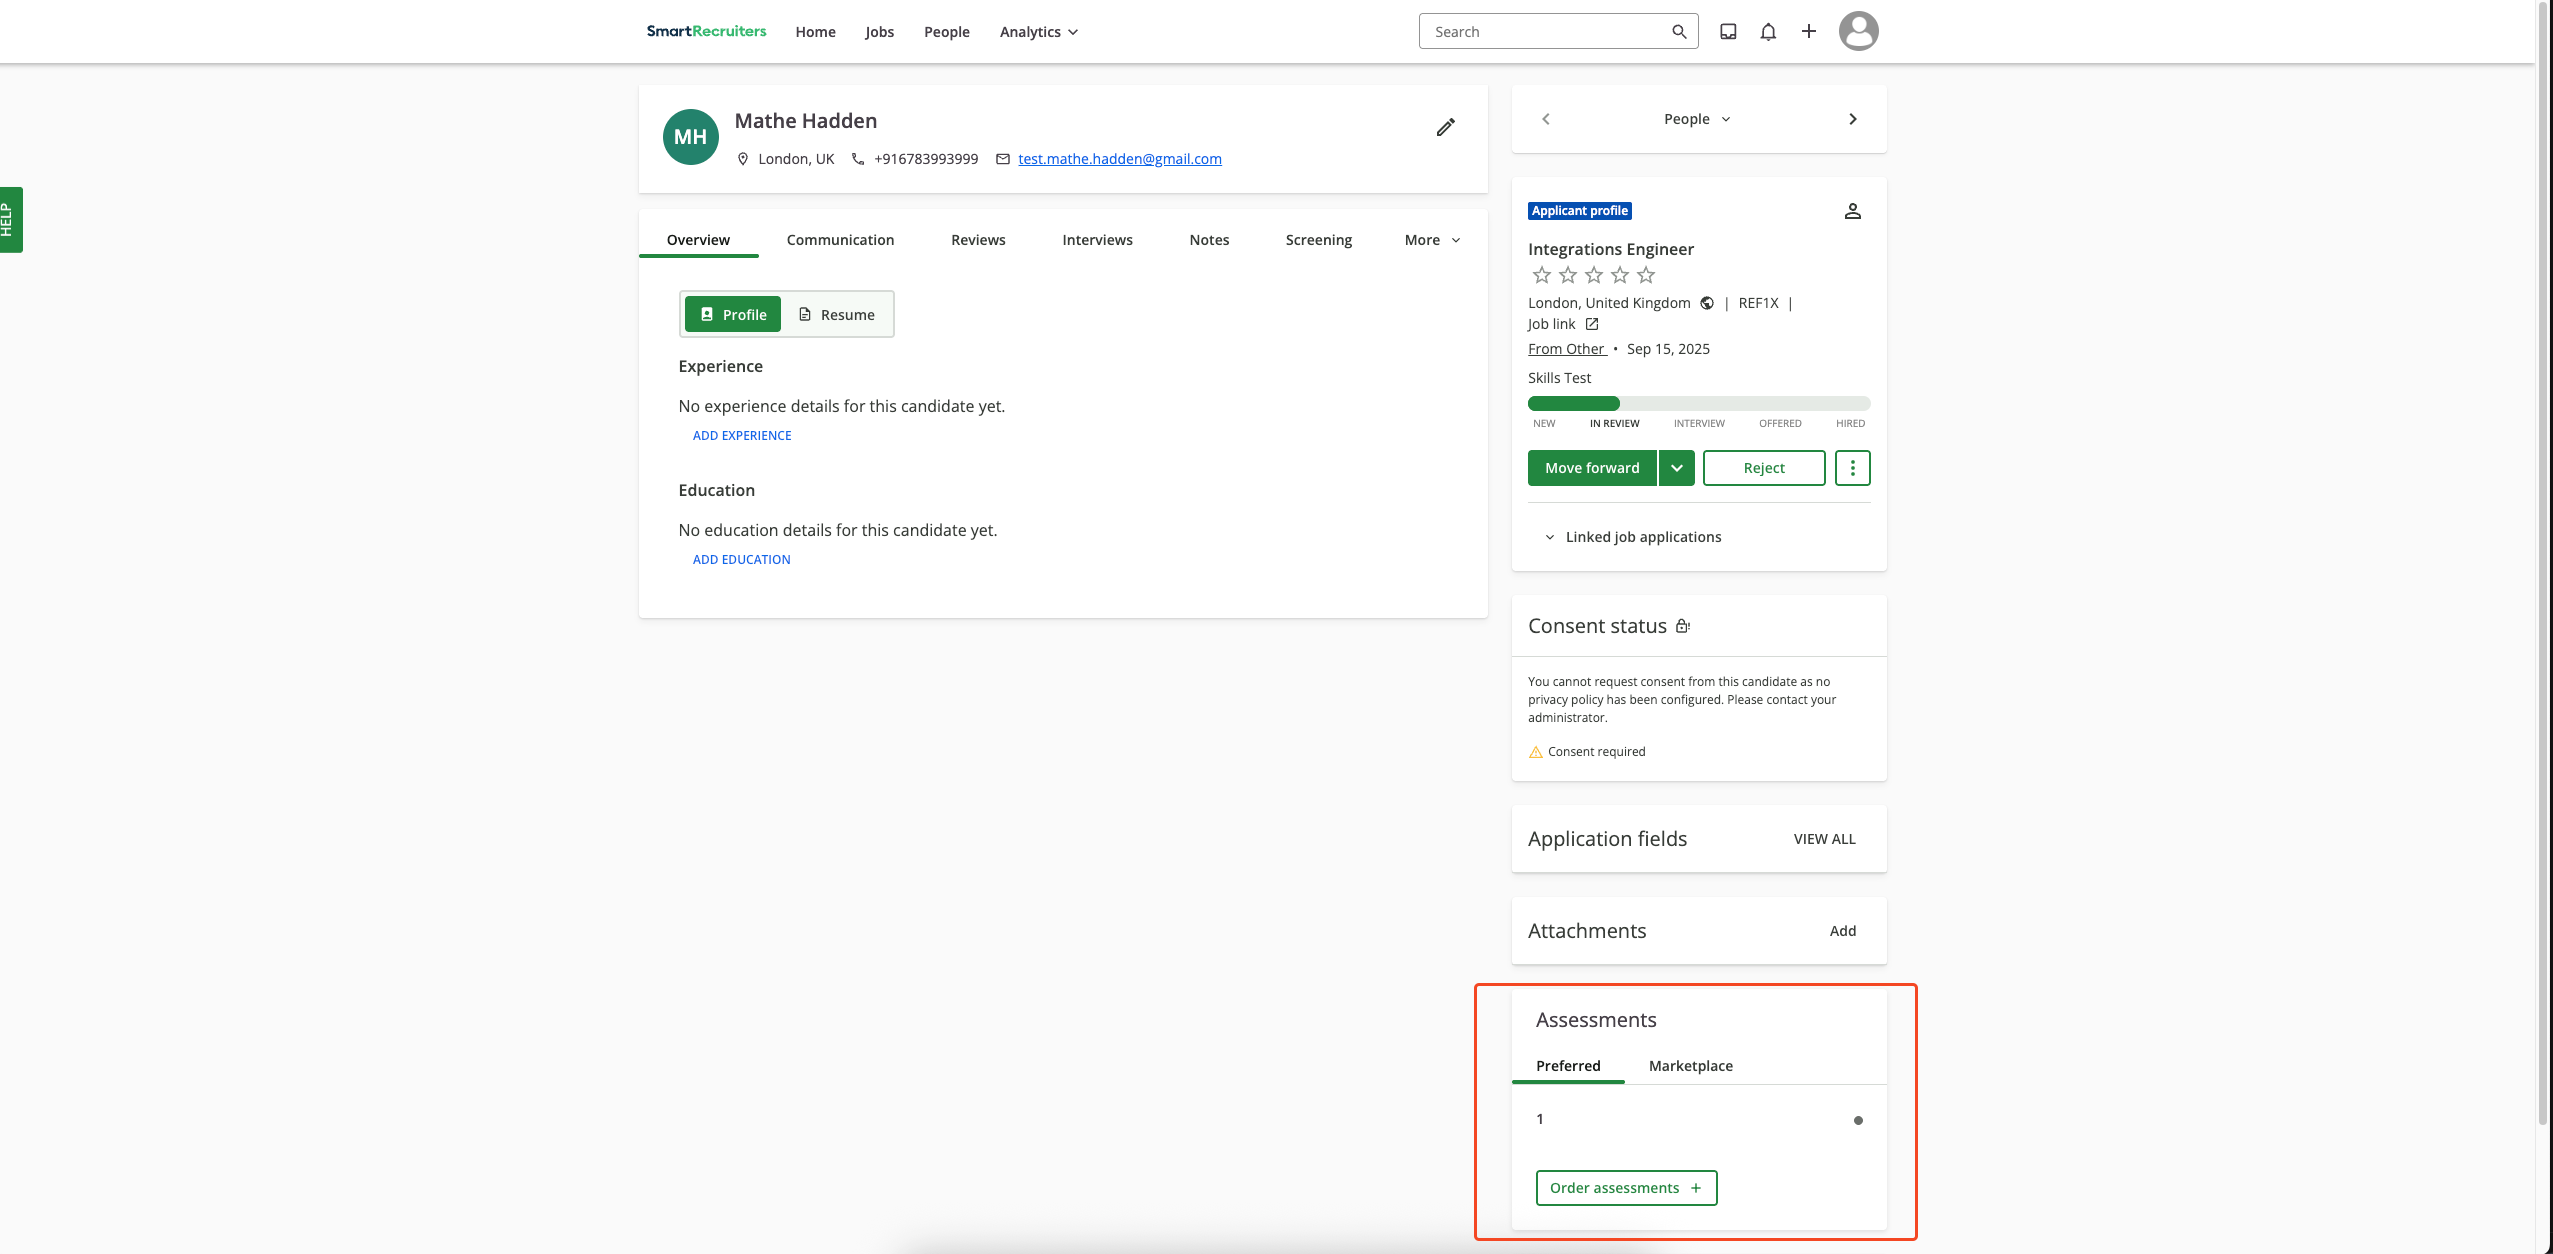 SmartRecruiters Home Jobs People Analytics Search
HELP
MH
Mathe Hadden
London, UK +916783993999 test.mathe.hadden@gmail.com
Overview Communication Reviews Interviews Notes Screening More
Profile Resume
Experience
No experience details for this candidate yet.
ADD EXPERIENCE
Education
No education details for this candidate yet.
ADD EDUCATION
People
Applicant profile
Integrations Engineer
London, United Kingdom | REF1X |
Job link
From Other • Sep 15, 2025
Skills Test
NEW IN REVIEW INTERVIEW OFFERED HIRED
Move forward Reject
Linked job applications
Consent status
You cannot request consent from this candidate as no
privacy policy has been configured. Please contact your
administrator.
Consent required
Application fields VIEW ALL
Attachments Add
Assessments
Preferred Marketplace
1
Order assessments +